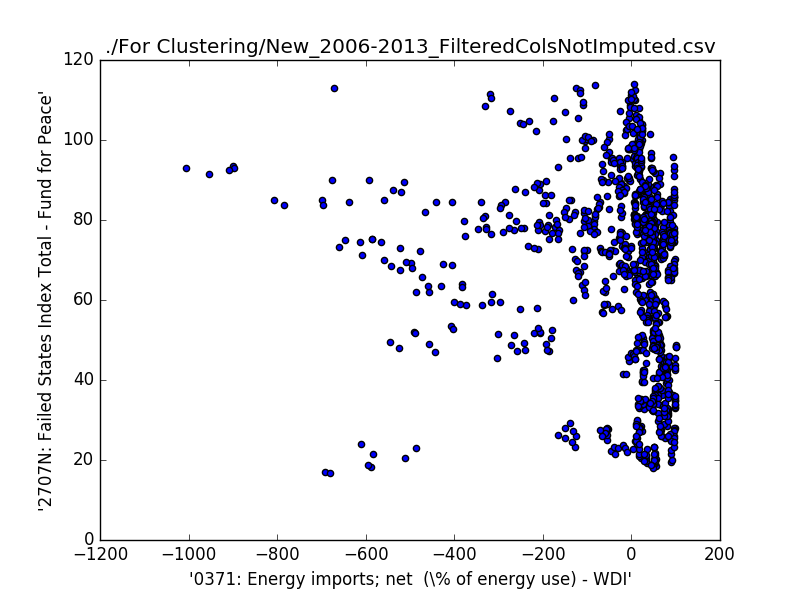 ./For Clustering/New_2006-2013_FilteredColsNotImputed.csv
120
100
80
60
40
20
0
'2707N: Failed States Index Total - Fund for Peace'
−1200 −1000 −800 −600 −400 −200 0 200
'0371: Energy imports; net  (\% of energy use) - WDI'